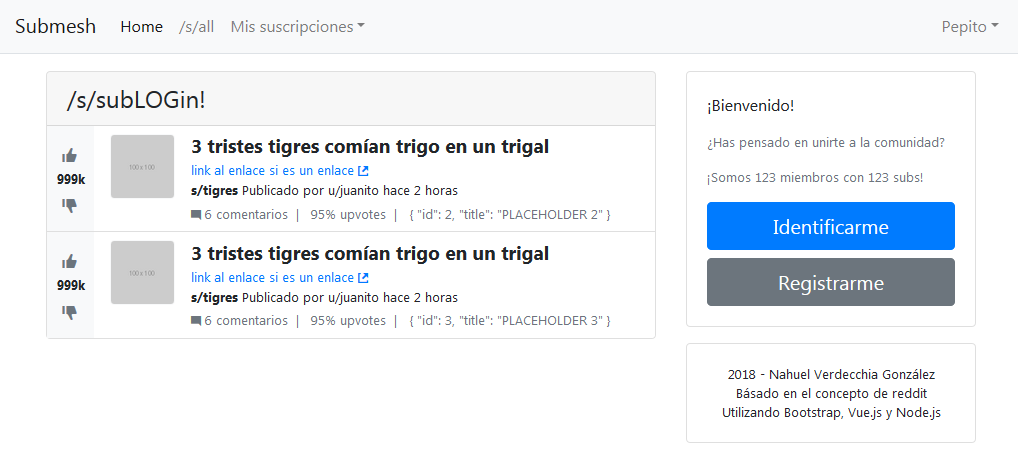 Submesh Home /s/all Mis suscripciones Pepito
/s/subLOGin!
999k
100 x 100
3 tristes tigres comían trigo en un trigal
link al enlace si es un enlace
s/tigres Publicado por u/juanito hace 2 horas
6 comentarios | 95% upvotes | { "id": 2, "title": "PLACEHOLDER 2" }
999k
100 x 100
3 tristes tigres comían trigo en un trigal
link al enlace si es un enlace
s/tigres Publicado por u/juanito hace 2 horas
6 comentarios | 95% upvotes | { "id": 3, "title": "PLACEHOLDER 3" }
¡Bienvenido!
¿Has pensado en unirte a la comunidad?
¡Somos 123 miembros con 123 subs!
Identificarme
Registrarme
2018 - Nahuel Verdecchia González
Básado en el concepto de reddit
Utilizando Bootstrap, Vue.js y Node.js